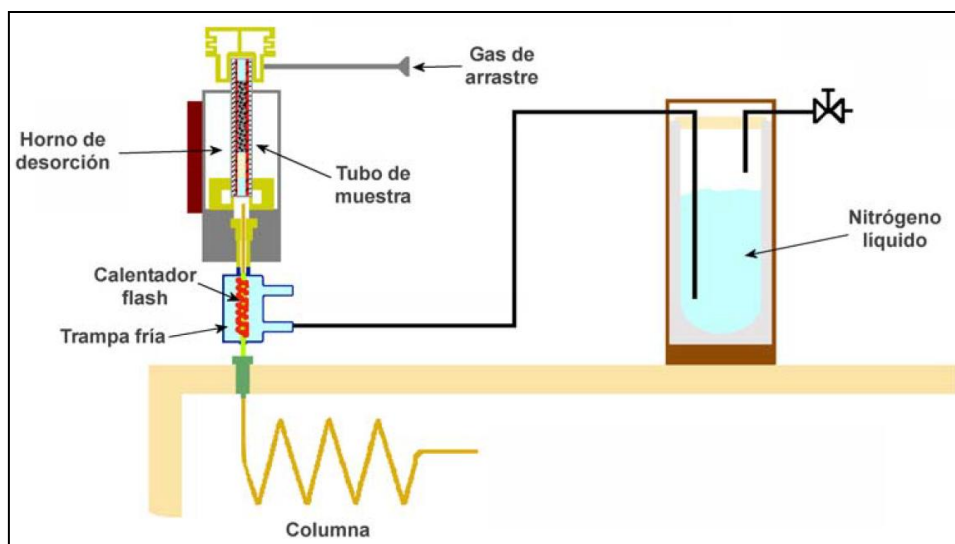 Gas de
arrastre
Horno de
desorción
Tubo de
muestra
Nitrógeno
líquido
Calentador
flash
Trampa fría
Columna